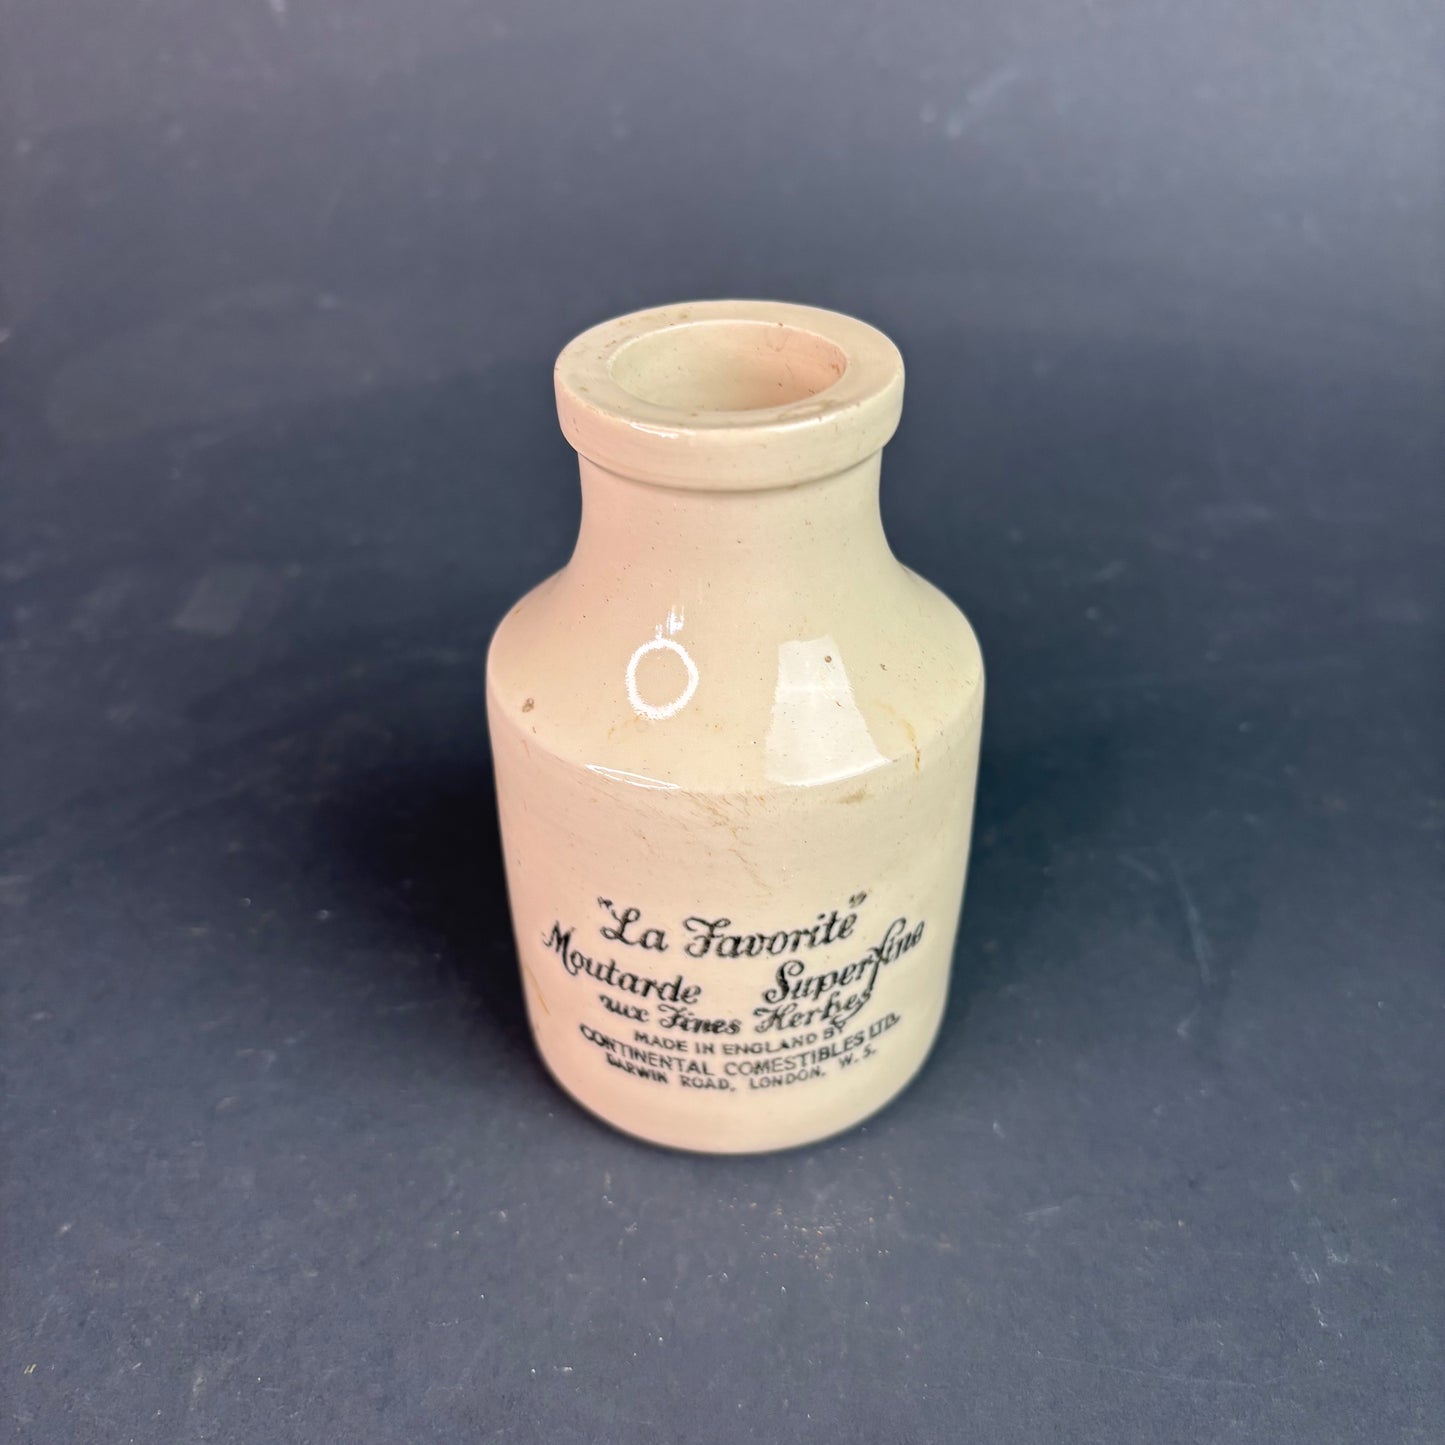 "La Favorite"
Moutarde Superfine
aux Fines Herbes
MADE IN ENGLAND BY
CONTINENTAL COMESTIBLES LTD.
DARWIN ROAD, LONDON, W. 5.